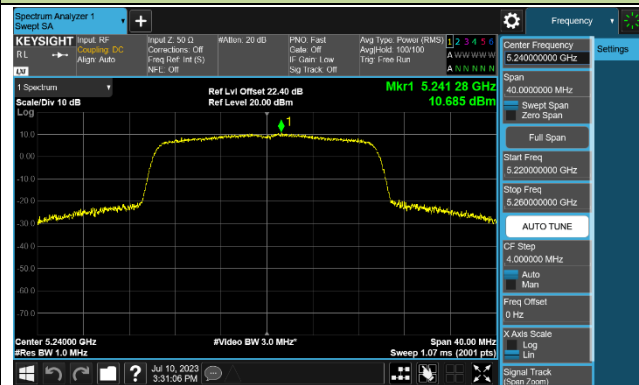 Spectrum Analyzer 1
Swept SA
Frequency
KEYSIGHT
RL
LXI
Input: RF
Coupling: DC
Align: Auto
Input Z: 50 Ω
Corrections: Off
Freq Ref: Int (S)
NFE: Off
#Atten: 20 dB
PNO: Fast
Gate: Off
IF Gain: Low
Sig Track: Off
Avg Type: Power (RMS)
Avg|Hold: 100/100
Trig: Free Run
1 2 3 4 5 6
A W W W W W
A N N N N N
1 Spectrum
Scale/Div 10 dB
Log
Ref Lvl Offset 22.40 dB
Ref Level 20.00 dBm
Mkr1 5.241 28 GHz
10.685 dBm
1
10.0
0.00
-10.0
-20.0
-30.0
-40.0
-50.0
-60.0
-70.0
Center 5.24000 GHz
#Res BW 1.0 MHz
#Video BW 3.0 MHz*
Span 40.00 MHz
Sweep 1.07 ms (2001 pts)
Jul 10, 2023
3:31:06 PM
Center Frequency
5.240000000 GHz
Settings
Span
40.0000000 MHz
Swept Span
Zero Span
Full Span
Start Freq
5.220000000 GHz
Stop Freq
5.260000000 GHz
AUTO TUNE
CF Step
4.000000 MHz
Auto
Man
Freq Offset
0 Hz
X Axis Scale
Log
Lin
Signal Track
(Span Zoom)